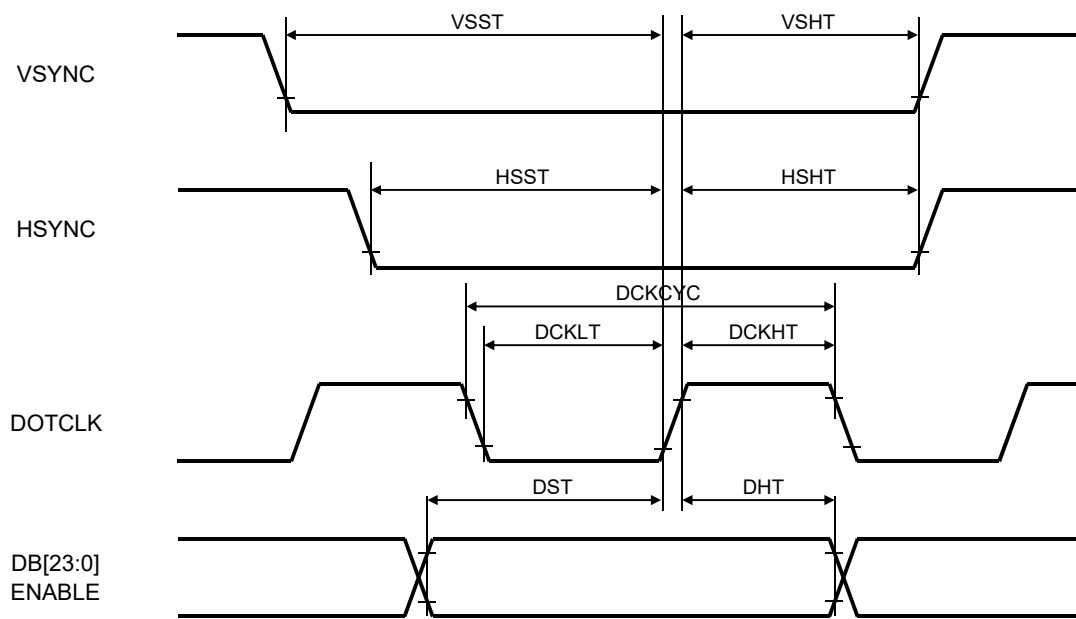 VSST
VSHT
VSYNC
HSST
HSHT
HSYNC
DCKCYC
DCKLT
DCKHT
DOTCLK
DST
DHT
DB[23:0]
ENABLE